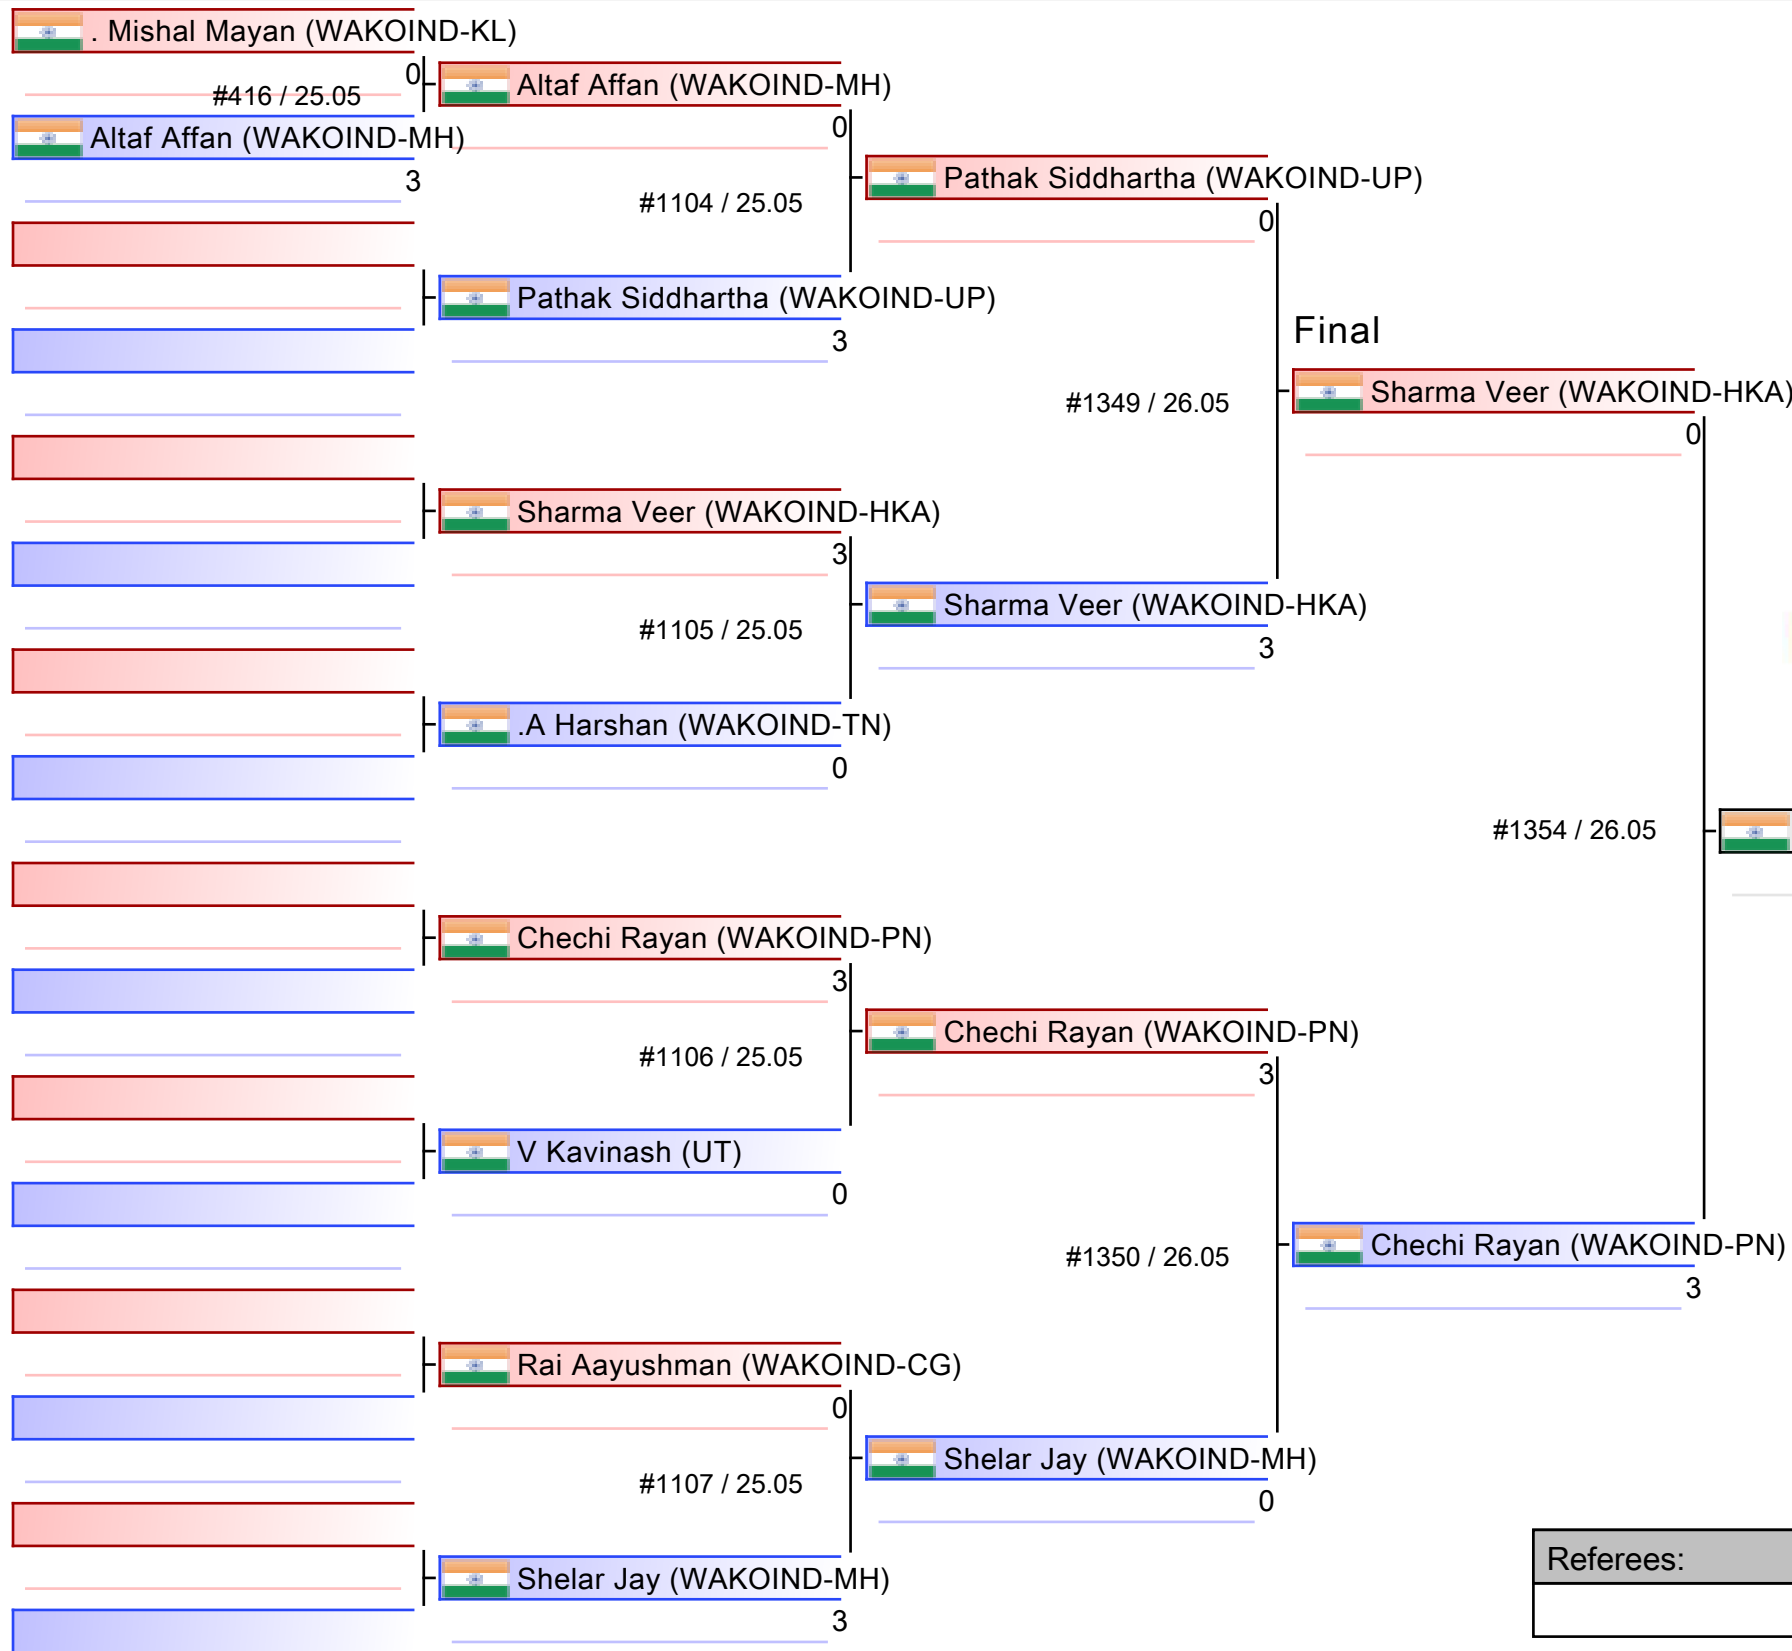 . Mishal Mayan (WAKOIND-KL)
0
#416 / 25.05
Altaf Affan (WAKOIND-MH)
3
Altaf Affan (WAKOIND-MH)
0
#1104 / 25.05
Pathak Siddhartha (WAKOIND-UP)
3
Sharma Veer (WAKOIND-HKA)
3
#1105 / 25.05
.A Harshan (WAKOIND-TN)
0
Chechi Rayan (WAKOIND-PN)
3
#1106 / 25.05
V Kavinash (UT)
0
Rai Aayushman (WAKOIND-CG)
0
#1107 / 25.05
Shelar Jay (WAKOIND-MH)
3
Pathak Siddhartha (WAKOIND-UP)
0
#1349 / 26.05
Sharma Veer (WAKOIND-HKA)
3
Chechi Rayan (WAKOIND-PN)
3
#1350 / 26.05
Shelar Jay (WAKOIND-MH)
0
Final
Sharma Veer (WAKOIND-HKA)
0
#1354 / 26.05
Chechi Rayan (WAKOIND-PN)
3
Referees: